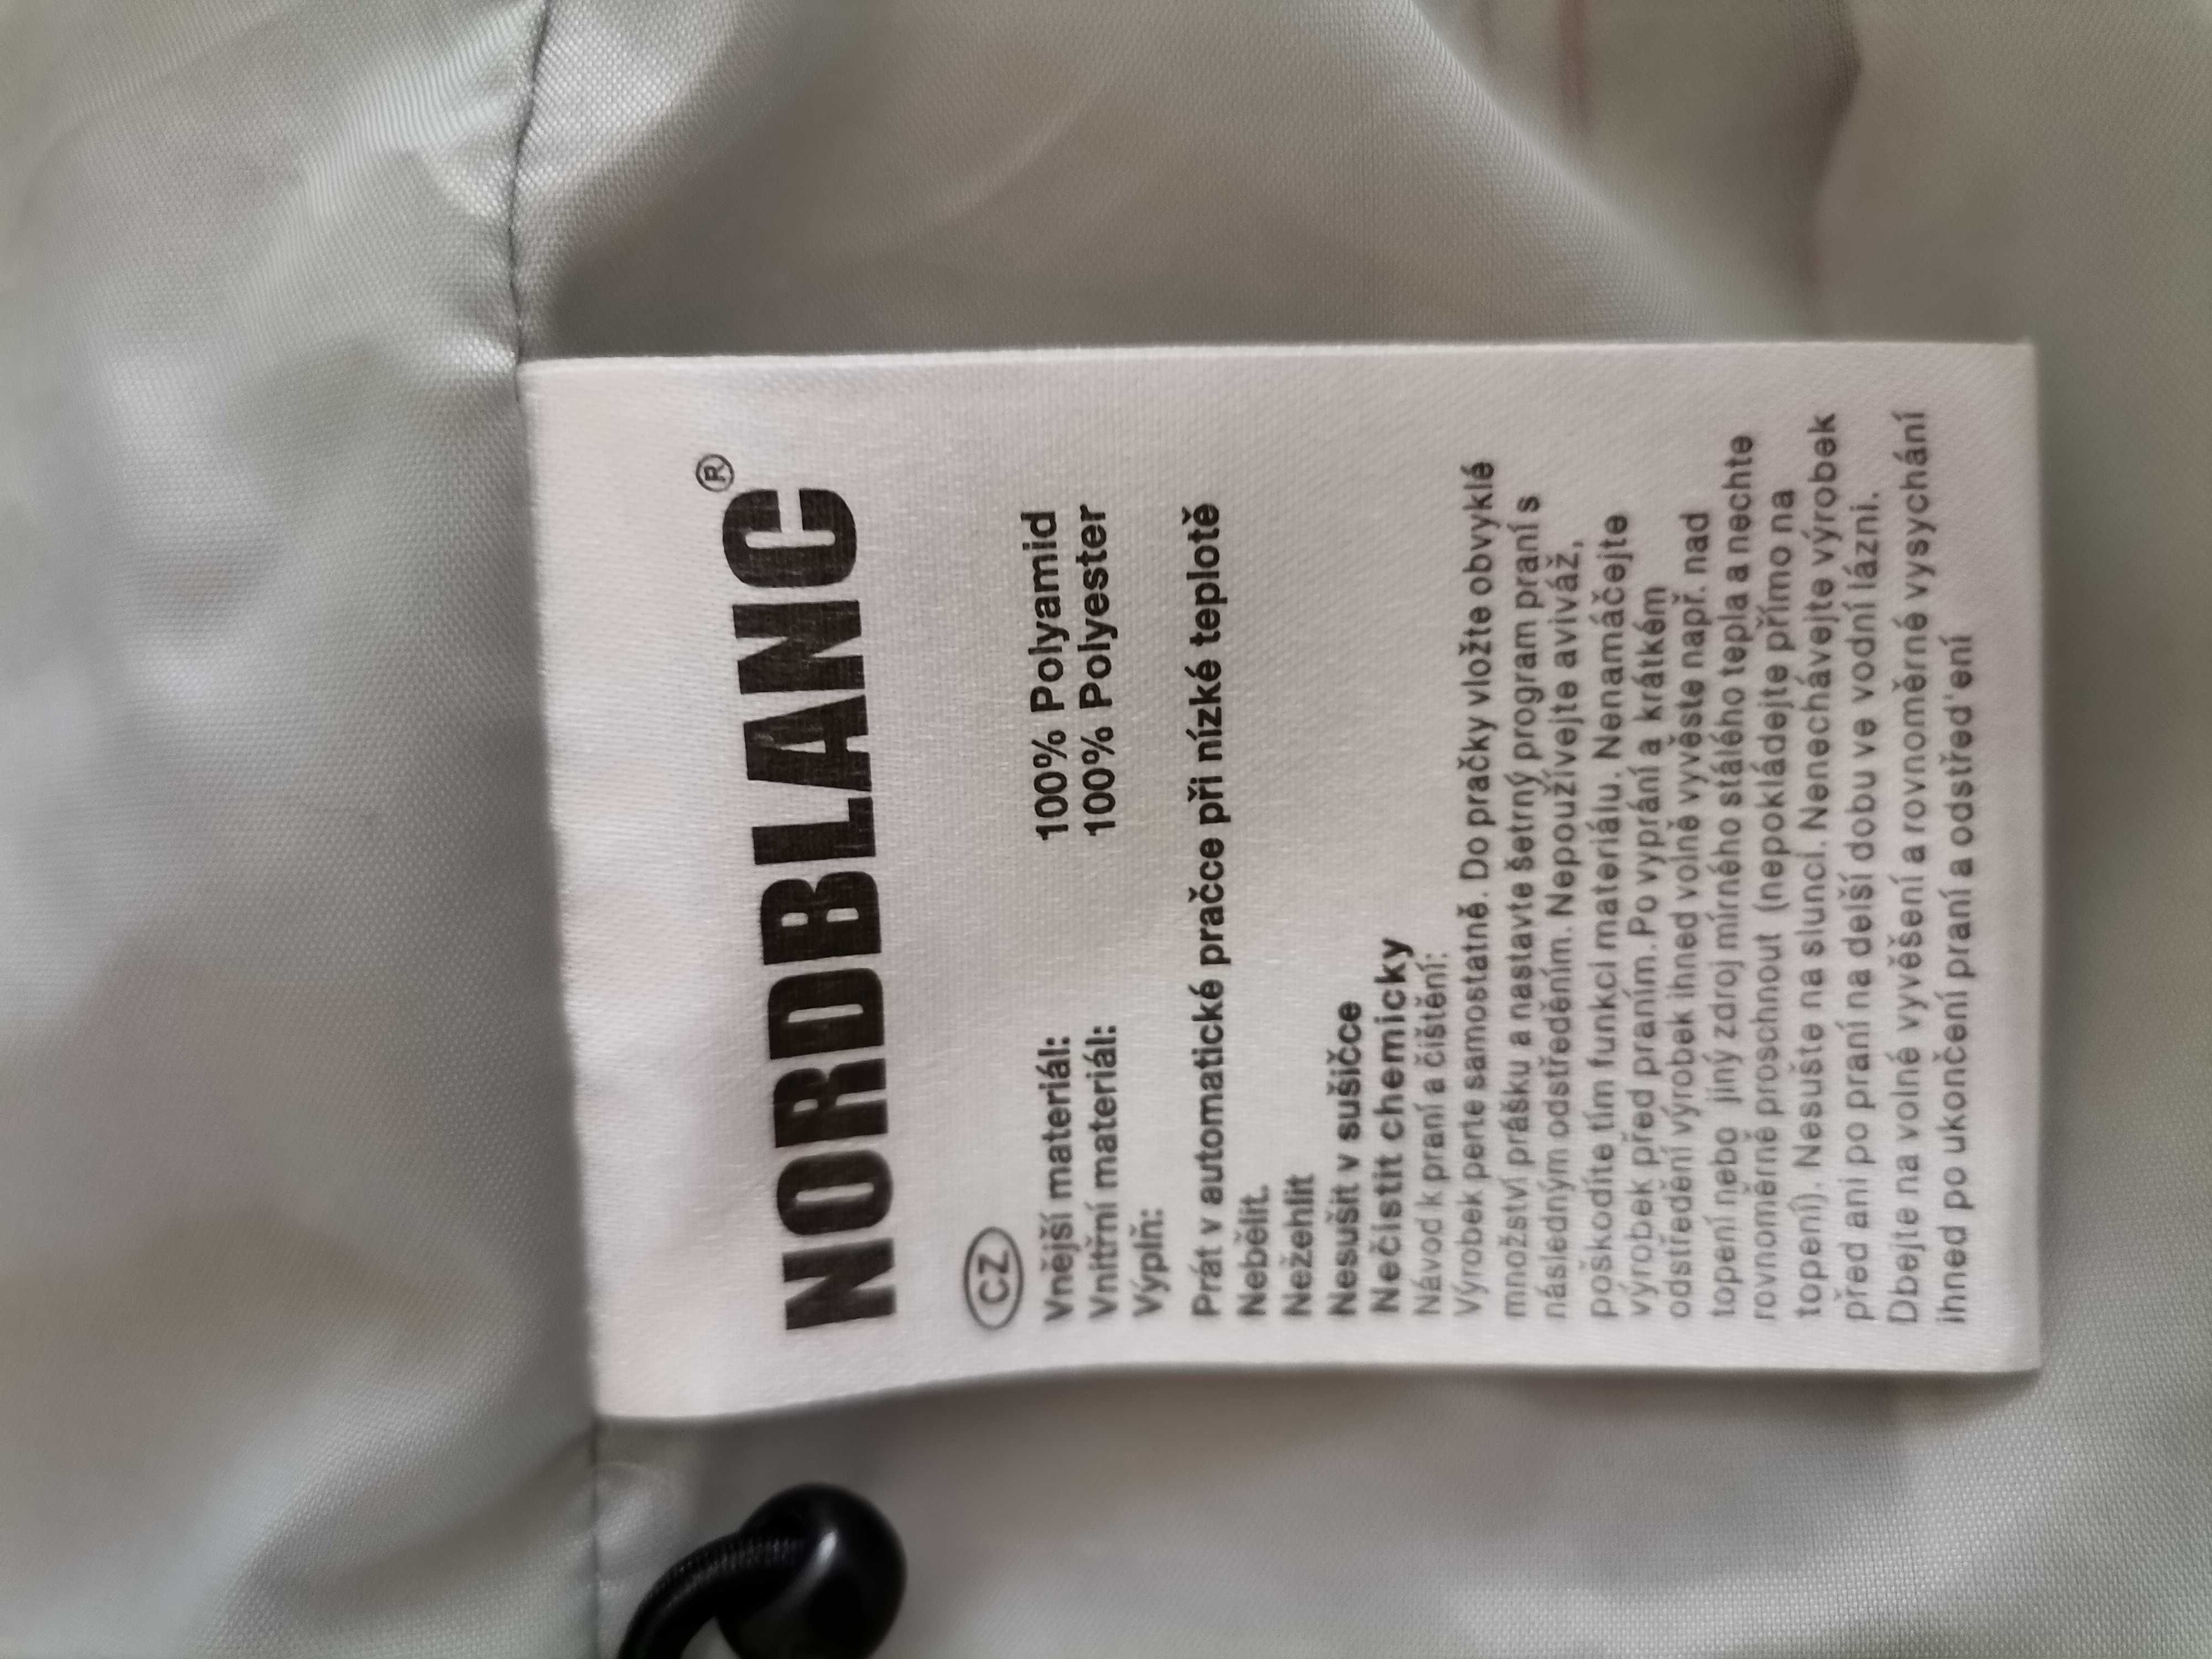 NORDBLANC®
CZ
Vnější materiál: 100% Polyamid
Vnitřní materiál: 100% Polyester
Výplň:
Prát v automatické pračce při nízké teplotě
Nebělit.
Nežehlit
Nesušit v sušičce
Nečistit chemicky
Návod k praní a čištění:
Výrobek perte samostatně. Do pračky vložte obvyklé
množství prášku a nastavte šetrný program praní s
následným odstředěním. Nepoužívejte aviváž,
poškodíte tím funkci materiálu. Nenamáčejte
výrobek před praním. Po vyprání a krátkém
odstředění výrobek ihned volně vyvěste např. nad
topení nebo jiný zdroj mírného stálého tepla a nechte
rovnoměrně proschnout (nepokládejte přímo na
topení). Nesušte na slunci. Nenechávejte výrobek
před ani po praní na delší dobu ve vodní lázni.
Dbejte na volné vyvěšení a rovnoměrné vysychání
ihned po ukončení praní a odstřed'ení